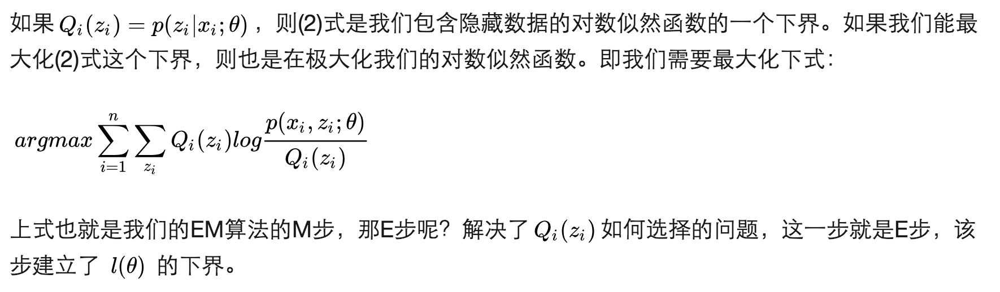 如果 Q_i(z_i) = p(z_i|x_i; θ) ，则(2)式是我们包含隐藏数据的对数似然函数的一个下界。如果我们能最
大化(2)式这个下界，则也是在极大化我们的对数似然函数。即我们需要最大化下式：
argmax \sum_{i=1}^{n} \sum_{z_i} Q_i(z_i) log \frac{p(x_i, z_i; θ)}{Q_i(z_i)}
上式也就是我们的EM算法的M步，那E步呢？解决了 Q_i(z_i) 如何选择的问题，这一步就是E步，该
步建立了 l(θ) 的下界。